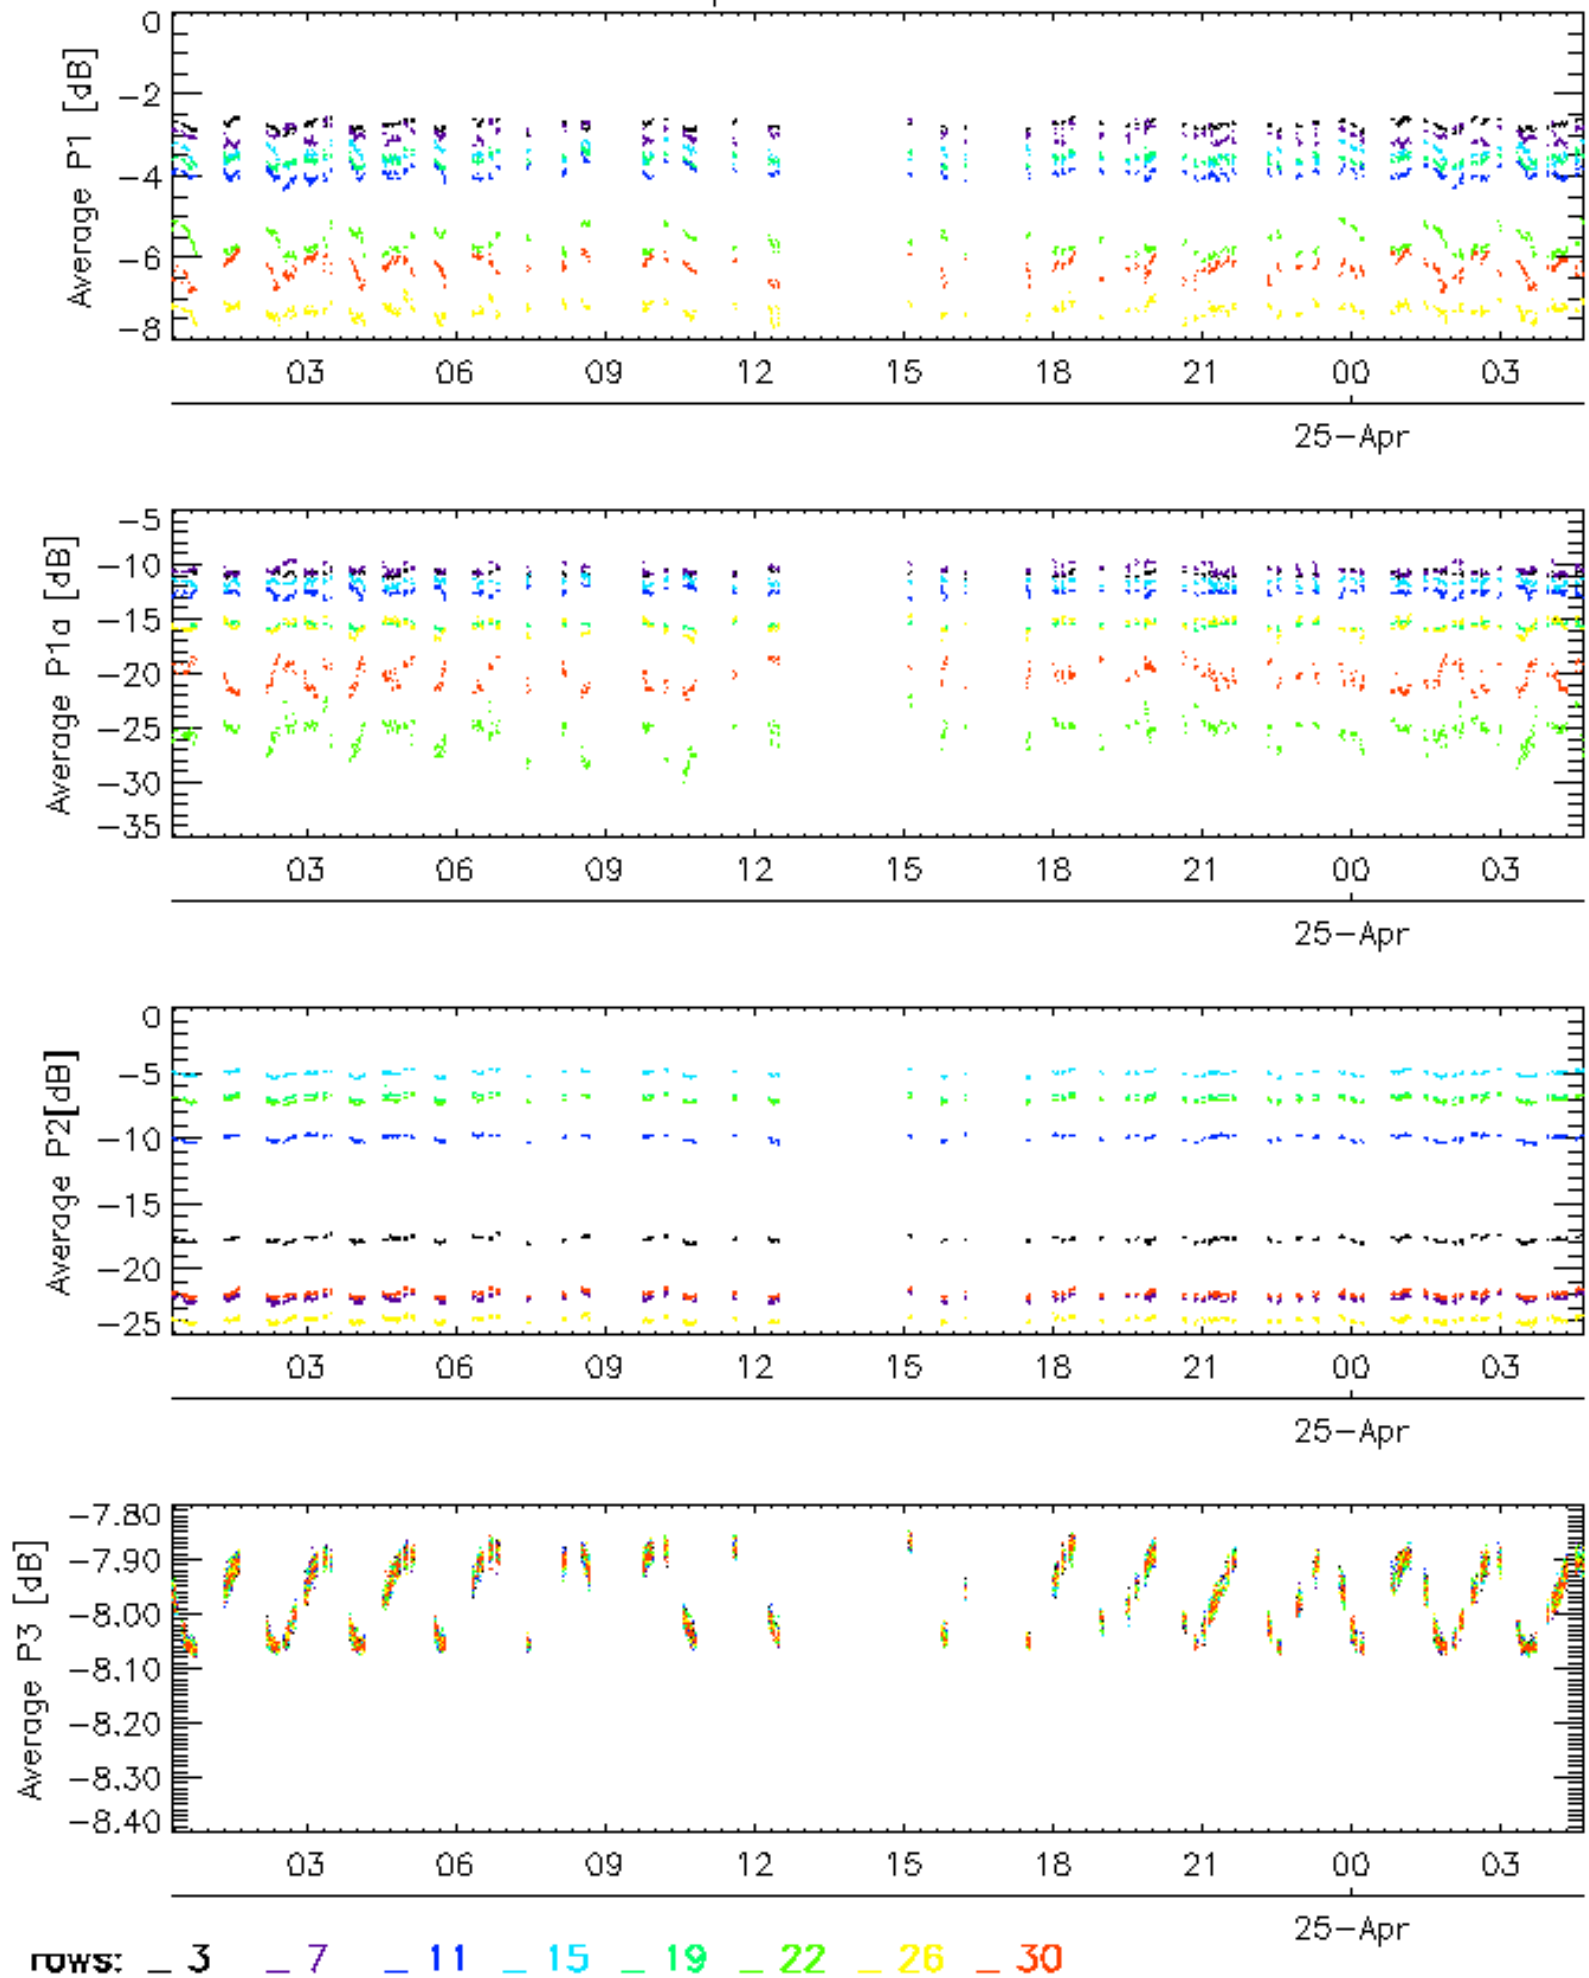 Average P1 [dB]
0
-2
-4
-6
-8
03 06 09 12 15 18 21 00 03
25-Apr
Average P1a [dB]
-5
-10
-15
-20
-25
-30
-35
03 06 09 12 15 18 21 00 03
25-Apr
Average P2[dB]
0
-5
-10
-15
-20
-25
03 06 09 12 15 18 21 00 03
25-Apr
Average P3 [dB]
-7.80
-7.90
-8.00
-8.10
-8.20
-8.30
-8.40
03 06 09 12 15 18 21 00 03
25-Apr
rows: _ 3 _ 7 _ 11 _ 15 _ 19 _ 22 _ 26 _ 30